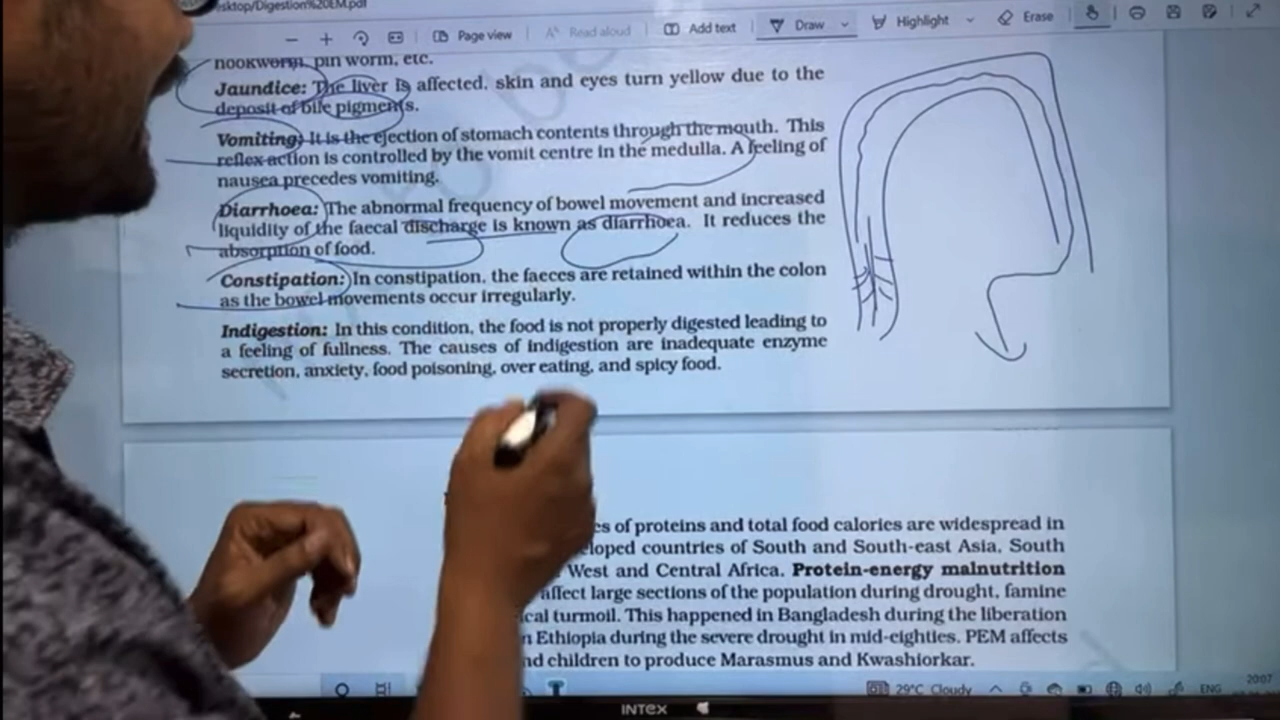 sktop/Digestion%20EM.pdf
Page view
Read aloud
Add text
Draw
Highlight
Erase
hookworm, pin worm, etc.
Jaundice: The liver is affected, skin and eyes turn yellow due to the
deposit of bile pigments.
Vomiting: It is the ejection of stomach contents through the mouth. This
reflex action is controlled by the vomit centre in the medulla. A feeling of
nausea precedes vomiting.
Diarrhoea: The abnormal frequency of bowel movement and increased
liquidity of the faecal discharge is known as diarrhoea. It reduces the
absorption of food.
Constipation: In constipation, the faeces are retained within the colon
as the bowel movements occur irregularly.
Indigestion: In this condition, the food is not properly digested leading to
a feeling of fullness. The causes of indigestion are inadequate enzyme
secretion, anxiety, food poisoning, over eating, and spicy food.
es of proteins and total food calories are widespread in
eloped countries of South and South-east Asia, South
West and Central Africa. Protein-energy malnutrition
affect large sections of the population during drought, famine
ical turmoil. This happened in Bangladesh during the liberation
n Ethiopia during the severe drought in mid-eighties. PEM affects
nd children to produce Marasmus and Kwashiorkar.
29°C Cloudy
ENG
2007
INTEX